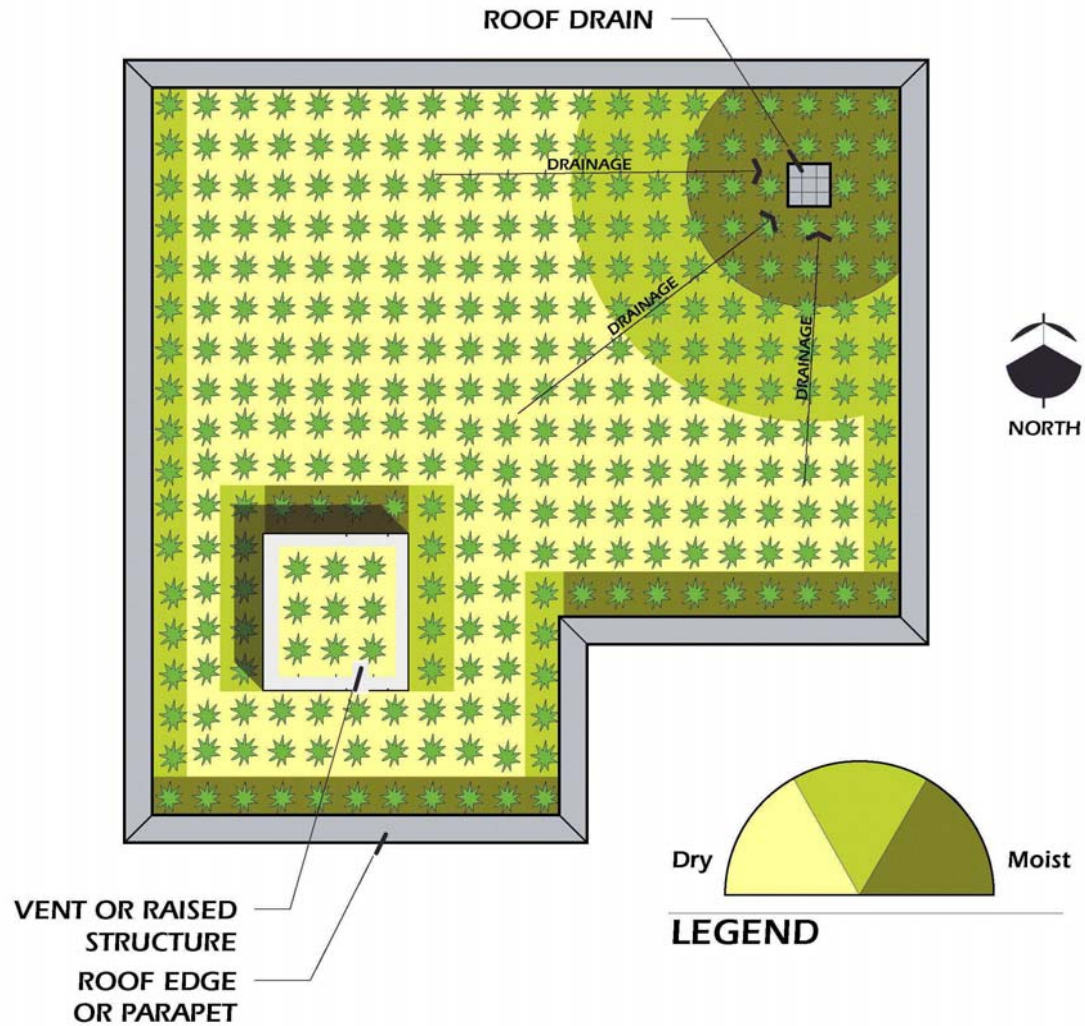 ROOF DRAIN
DRAINAGE
DRAINAGE
DRAINAGE
NORTH
Dry
Moist
LEGEND
VENT OR RAISED
STRUCTURE
ROOF EDGE
OR PARAPET